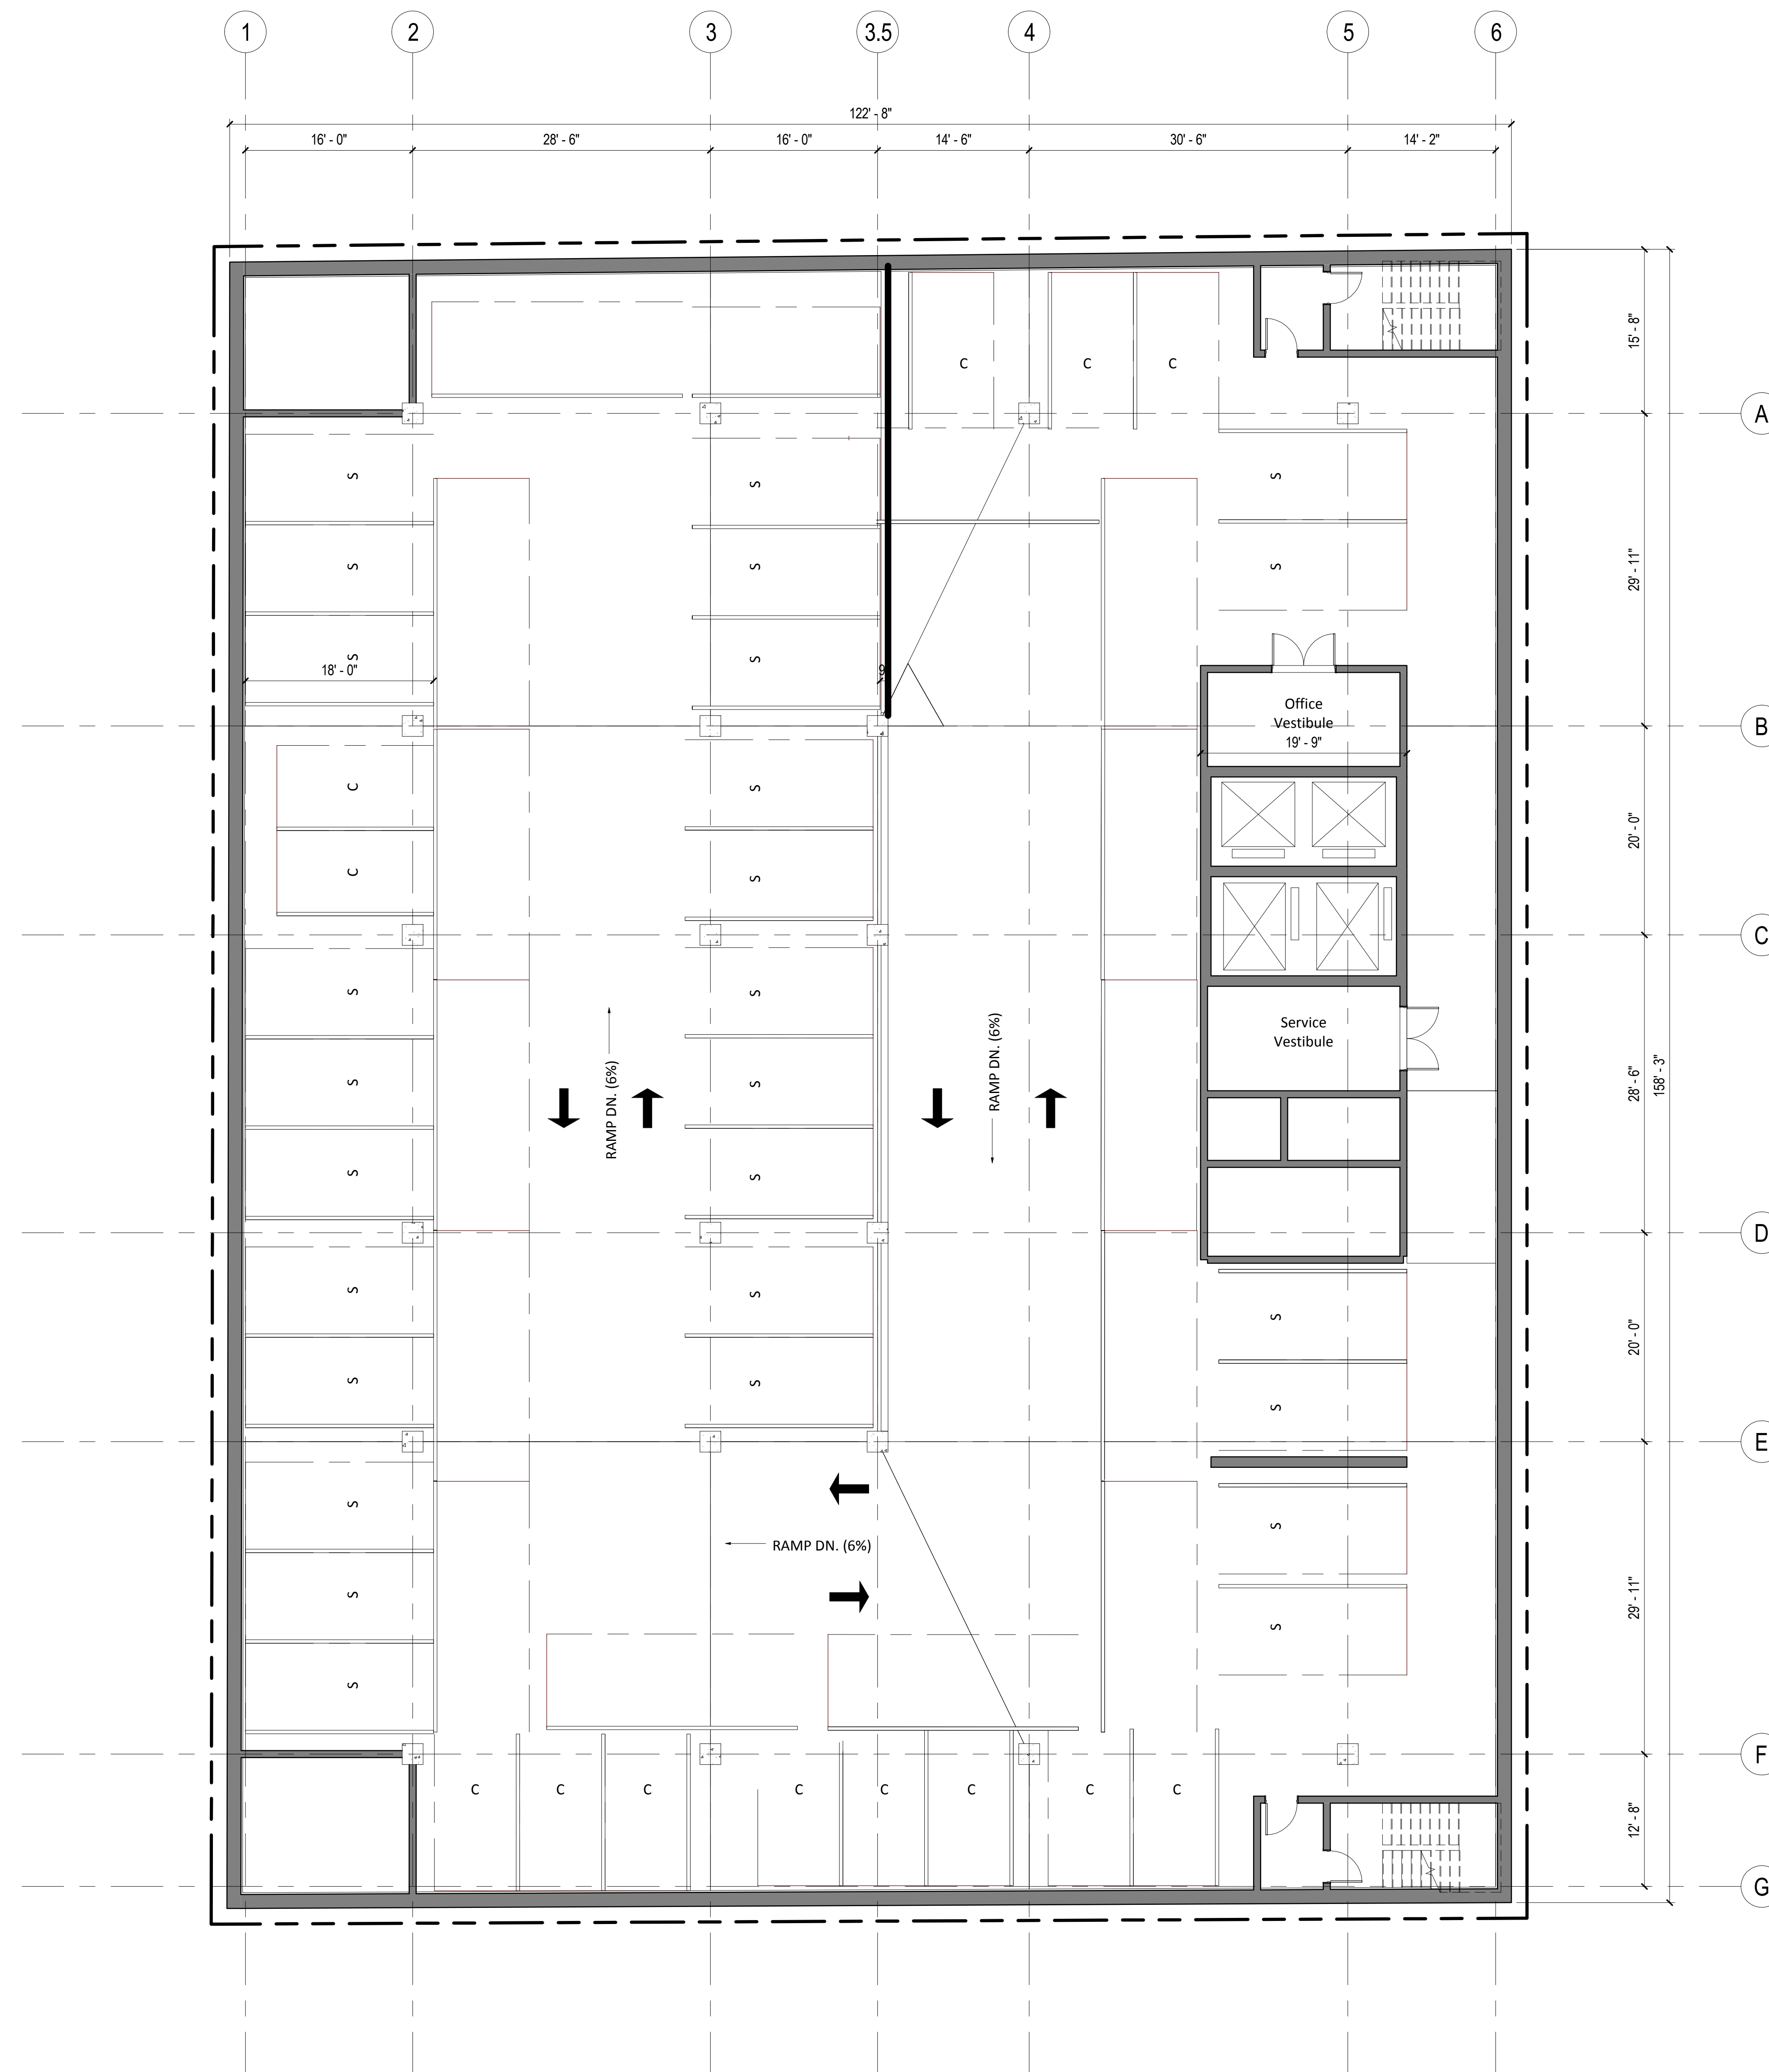 1
2
3
3.5
4
5
6
122' - 8"
16' - 0"
28' - 6"
16' - 0"
14' - 6"
30' - 6"
14' - 2"
15' - 8"
C
C
C
A
S
S
S
S
S
S
29' - 11"
S
S
18' - 0"
9
Office
Vestibule
19' - 9"
B
C
S
20' - 0"
C
S
C
S
S
Service
Vestibule
RAMP DN. (6%)
RAMP DN. (6%)
S
S
28' - 6"
158' - 3"
S
S
D
S
S
S
20' - 0"
S
S
S
E
S
S
RAMP DN. (6%)
S
29' - 11"
S
S
F
C
C
C
C
C
C
C
C
12' - 8"
G